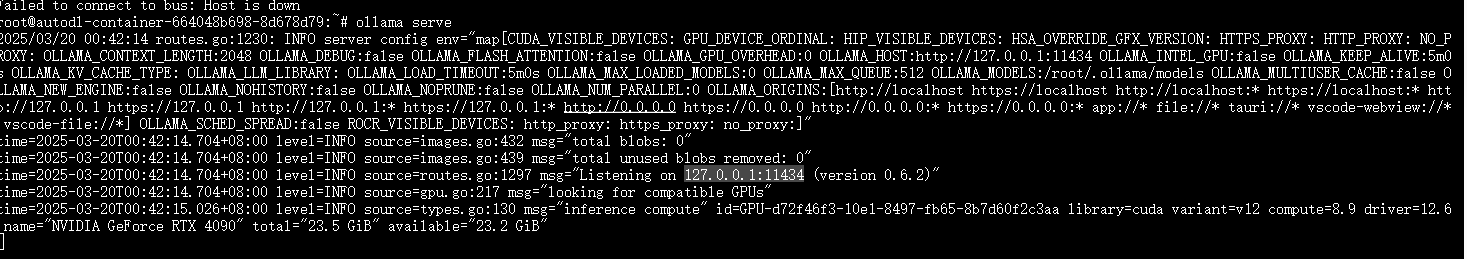 Failed to connect to bus: Host is down
root@autodl-container-664048b698-8d678d79:~# ollama serve
2025/03/20 00:42:14 routes.go:1230: INFO server config env="map[CUDA_VISIBLE_DEVICES: GPU_DEVICE_ORDINAL: HIP_VISIBLE_DEVICES: HSA_OVERRIDE_GFX_VERSION: HTTPS_PROXY: HTTP_PROXY: NO_P
ROXY: OLLAMA_CONTEXT_LENGTH:2048 OLLAMA_DEBUG:false OLLAMA_FLASH_ATTENTION:false OLLAMA_GPU_OVERHEAD:0 OLLAMA_HOST:http://127.0.0.1:11434 OLLAMA_INTEL_GPU:false OLLAMA_KEEP_ALIVE:5m0
s OLLAMA_KV_CACHE_TYPE: OLLAMA_LLM_LIBRARY: OLLAMA_LOAD_TIMEOUT:5m0s OLLAMA_MAX_LOADED_MODELS:0 OLLAMA_MAX_QUEUE:512 OLLAMA_MODELS:/root/.ollama/models OLLAMA_MULTIUSER_CACHE:false O
LLAMA_NEW_ENGINE:false OLLAMA_NOHISTORY:false OLLAMA_NOPRUNE:false OLLAMA_NUM_PARALLEL:0 OLLAMA_ORIGINS:[http://localhost https://localhost http://localhost:* https://localhost:* htt
p://127.0.0.1 https://127.0.0.1 http://127.0.0.1:* https://127.0.0.1:* http://0.0.0.0 https://0.0.0.0 http://0.0.0.0:* https://0.0.0.0:* app://* file://* tauri://* vscode-webview://*
vscode-file://*] OLLAMA_SCHED_SPREAD:false ROCR_VISIBLE_DEVICES: http_proxy: https_proxy: no_proxy:]"
time=2025-03-20T00:42:14.704+08:00 level=INFO source=images.go:432 msg="total blobs: 0"
time=2025-03-20T00:42:14.704+08:00 level=INFO source=images.go:439 msg="total unused blobs removed: 0"
time=2025-03-20T00:42:14.704+08:00 level=INFO source=routes.go:1297 msg="Listening on 127.0.0.1:11434 (version 0.6.2)"
time=2025-03-20T00:42:14.704+08:00 level=INFO source=gpu.go:217 msg="looking for compatible GPUs"
time=2025-03-20T00:42:15.026+08:00 level=INFO source=types.go:130 msg="inference compute" id=GPU-d72f46f3-10e1-8497-fb65-8b7d60f2c3aa library=cuda variant=v12 compute=8.9 driver=12.6
name="NVIDIA GeForce RTX 4090" total="23.5 GiB" available="23.2 GiB"